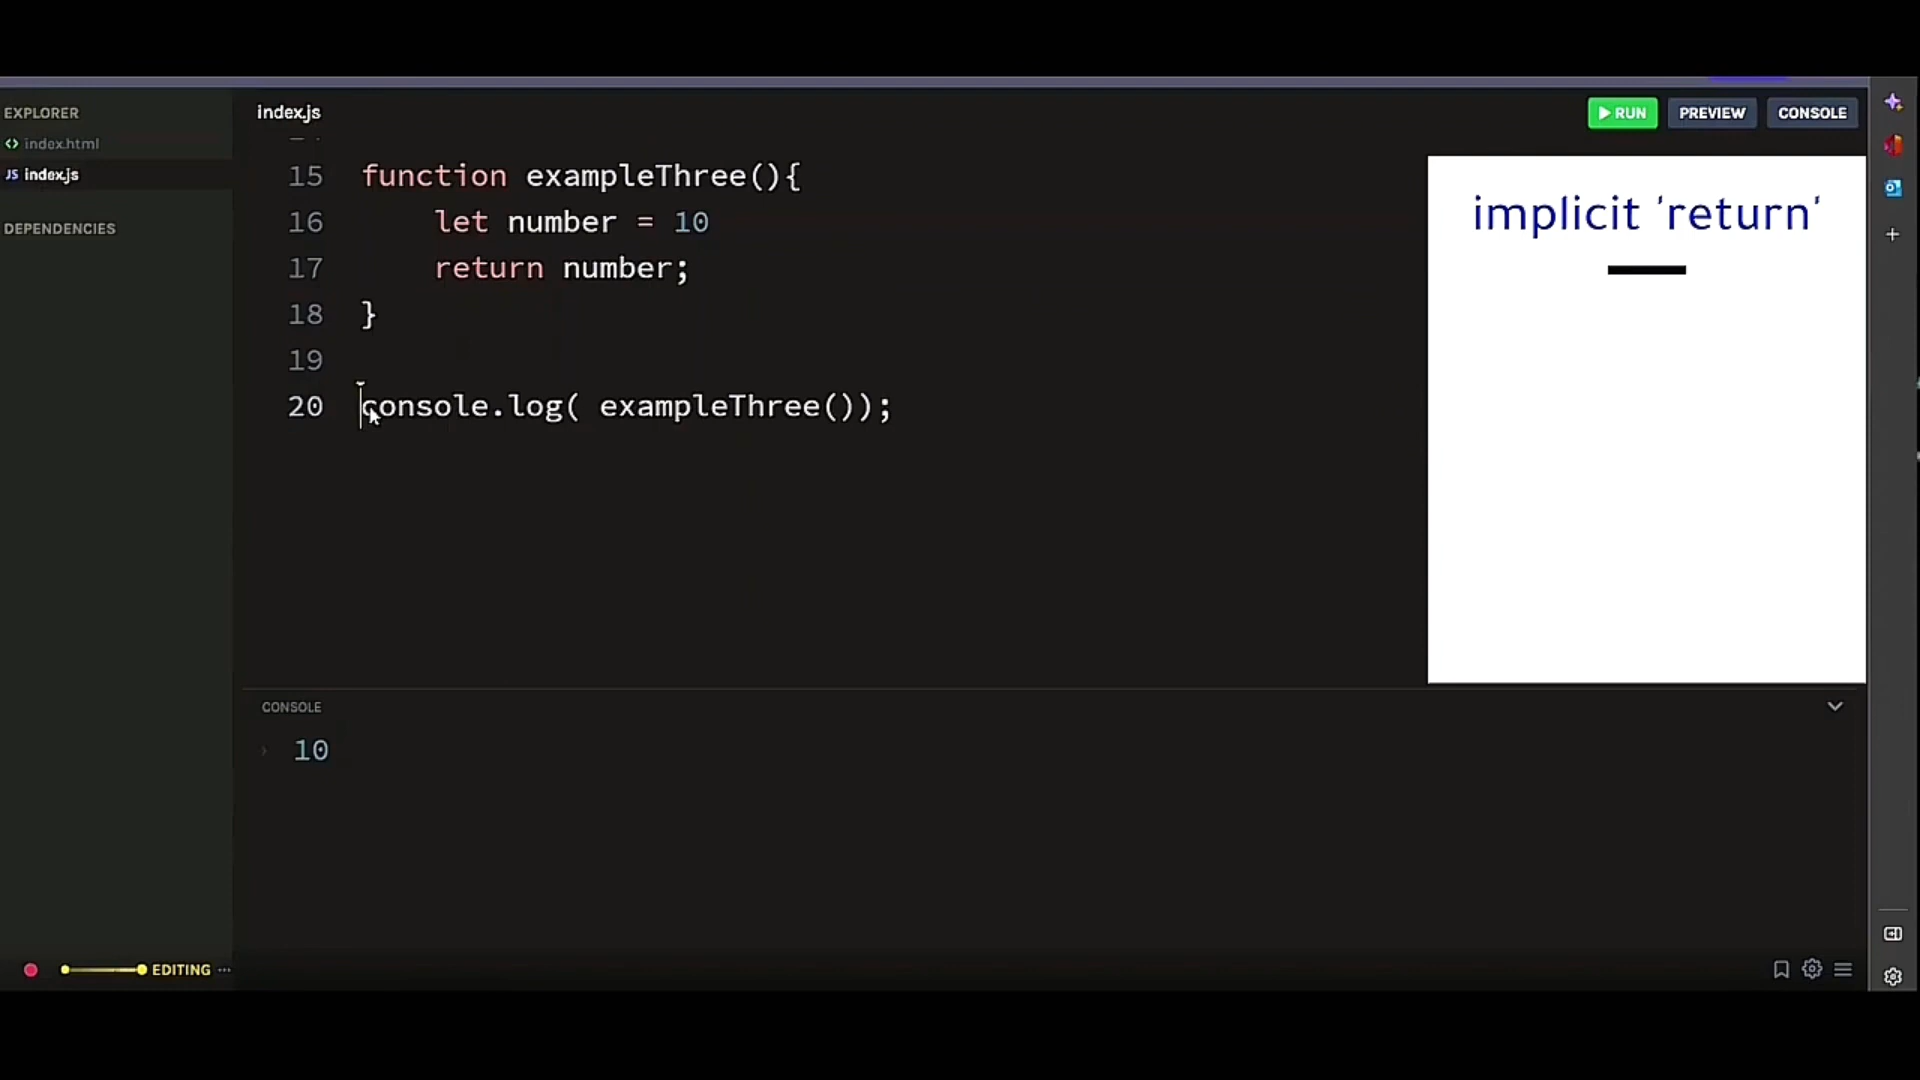 EXPLORER
index.html
JS index.js
DEPENDENCIES
index.js
RUN
PREVIEW
CONSOLE
15 function exampleThree(){
16 let number = 10
17 return number;
18 }
19
20 console.log( exampleThree());
implicit 'return'
CONSOLE
› 10
EDITING ...